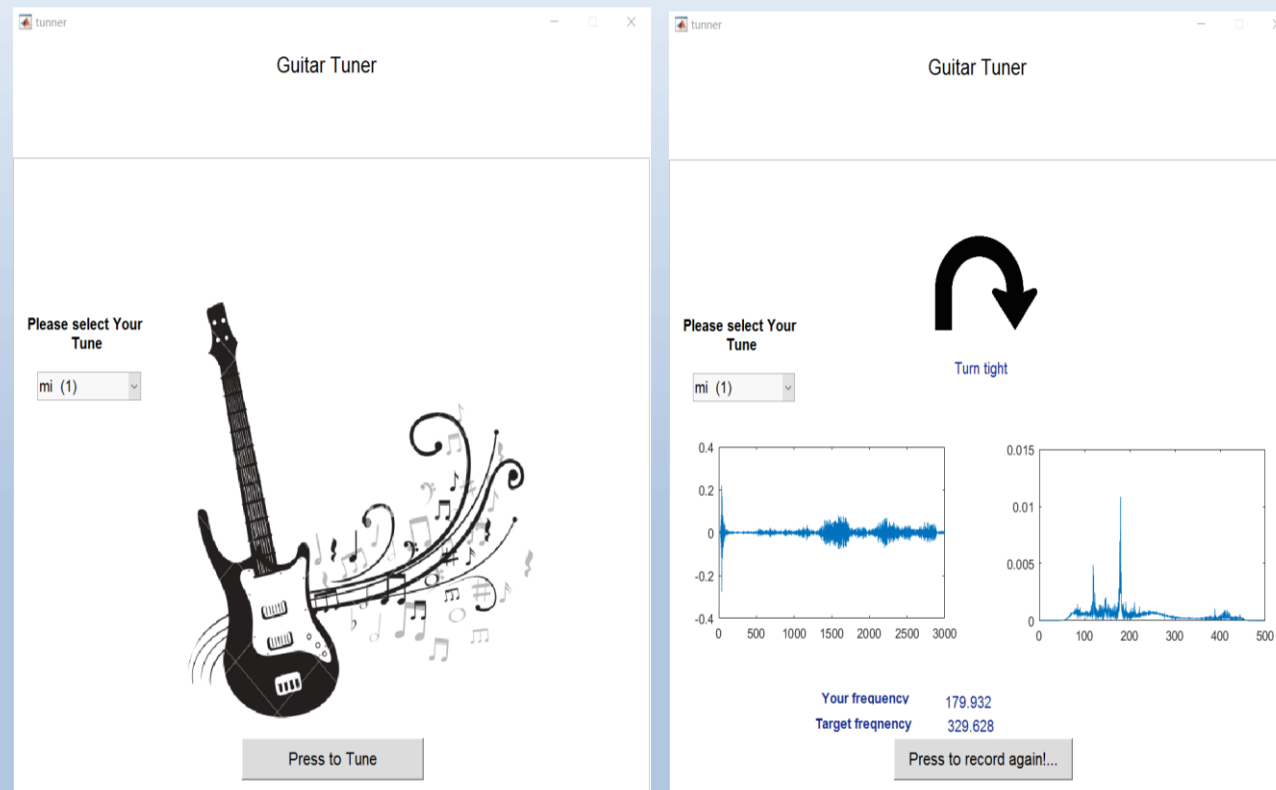 tunner
Guitar Tuner
Please select Your
Tune
mi (1)
Press to Tune
tunner
Guitar Tuner
Please select Your
Tune
mi (1)
Turn tight
0.4
0.2
0
-0.2
-0.4
0 500 1000 1500 2000 2500 3000
0.015
0.01
0.005
0
0 100 200 300 400 500
Your frequency 179.932
Target freqnency 329.628
Press to record again!...